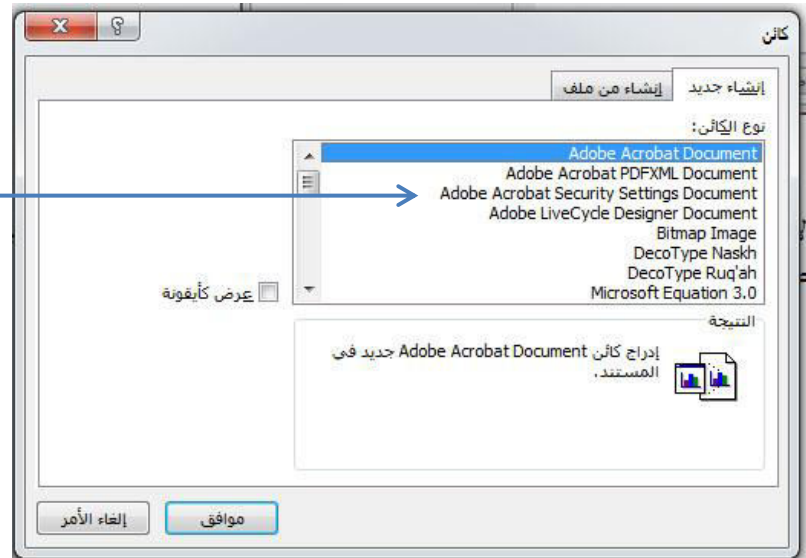 كائن
إنشاء جديد
إنشاء من ملف
نوع الكائن:
Adobe Acrobat Document
Adobe Acrobat PDFXML Document
Adobe Acrobat Security Settings Document
Adobe LiveCycle Designer Document
Bitmap Image
DecoType Naskh
DecoType Ruq'ah
Microsoft Equation 3.0
عرض كأيقونة
النتيجة
إدراج كائن Adobe Acrobat Document جديد في
المستند.
موافق
إلغاء الأمر